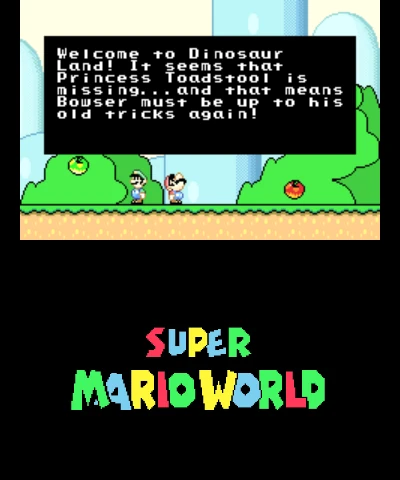 Welcome to Dinosaur
Land! It seems that
Princess Toadstool is
missing...and that means
Bowser must be up to his
old tricks again!
SUPER
MARIO WORLD